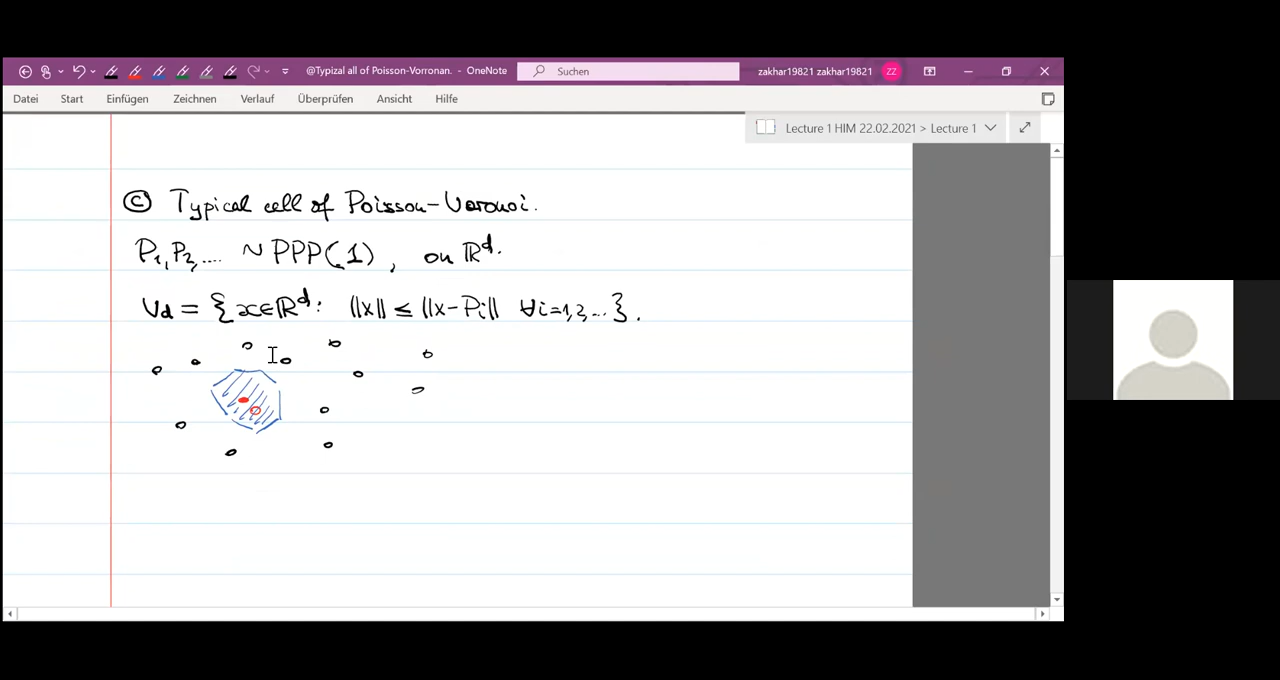 @Typizal all of Poisson-Vorronan. - OneNote
Suchen
zakhar19821 zakhar19821
ZZ
Datei Start Einfügen Zeichnen Verlauf Überprüfen Ansicht Hilfe
Lecture 1 HIM 22.02.2021 > Lecture 1
© Typical cell of Poisson-Voronoi.
P₁, P₂, .... ~ PPP(.1), on ℝᵈ.
V_d = {x∈ℝᵈ: ||x|| ≤ ||x-Pᵢ|| ∀i=1,2,...}.